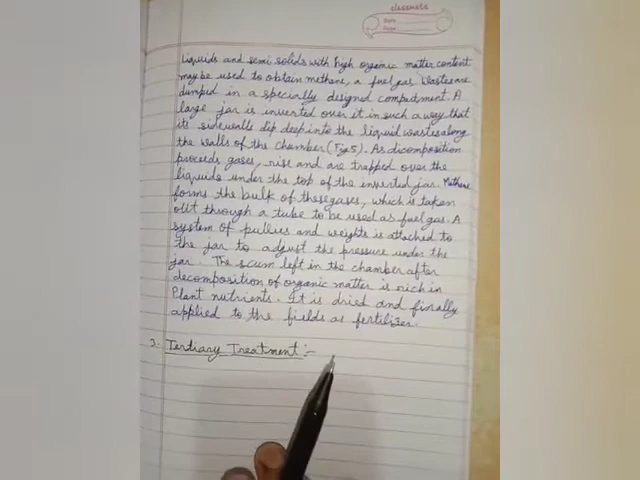 classmate
Date
Page
Liquids and semi solids with high organic matter content
may be used to obtain methane, a fuel gas. Wastes are
dumped in a specially designed compartment. A
large jar is inverted over it in such a way that
its sidewalls dip deep into the liquid wastes along
the walls of the chamber (Fig 5). As dicomposition
proceeds gases, rise and are trapped over the
liquids under the top of the inverted jar. Methane
forms the bulk of these gases, which is taken
out through a tube to be used as fuel gas. A
system of pullies and weights is attached to
the jar to adjust the pressure under the
jar. The scum left in the chamber after
decomposition of organic matter is rich in
Plant nutrients. It is dried and finally
applied to the fields as fertilizer.
3. Tertiary Treatment :-